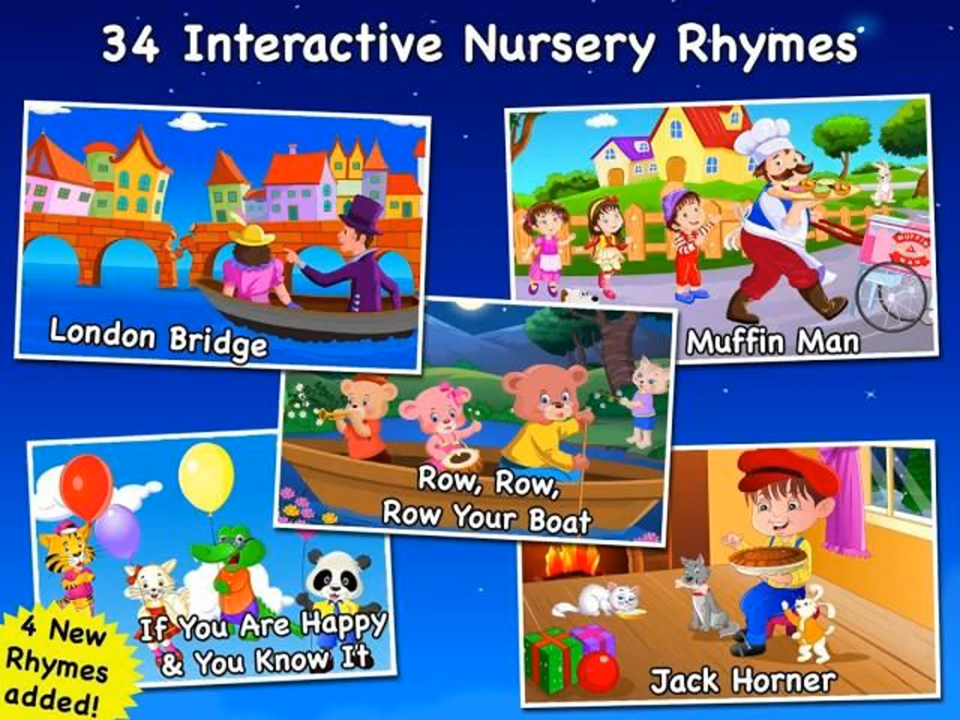 34 Interactive Nursery Rhymes
London Bridge
Muffin Man
Row, Row,
Row Your Boat
If You Are Happy
& You Know It
4 New
Rhymes
added!
Jack Horner